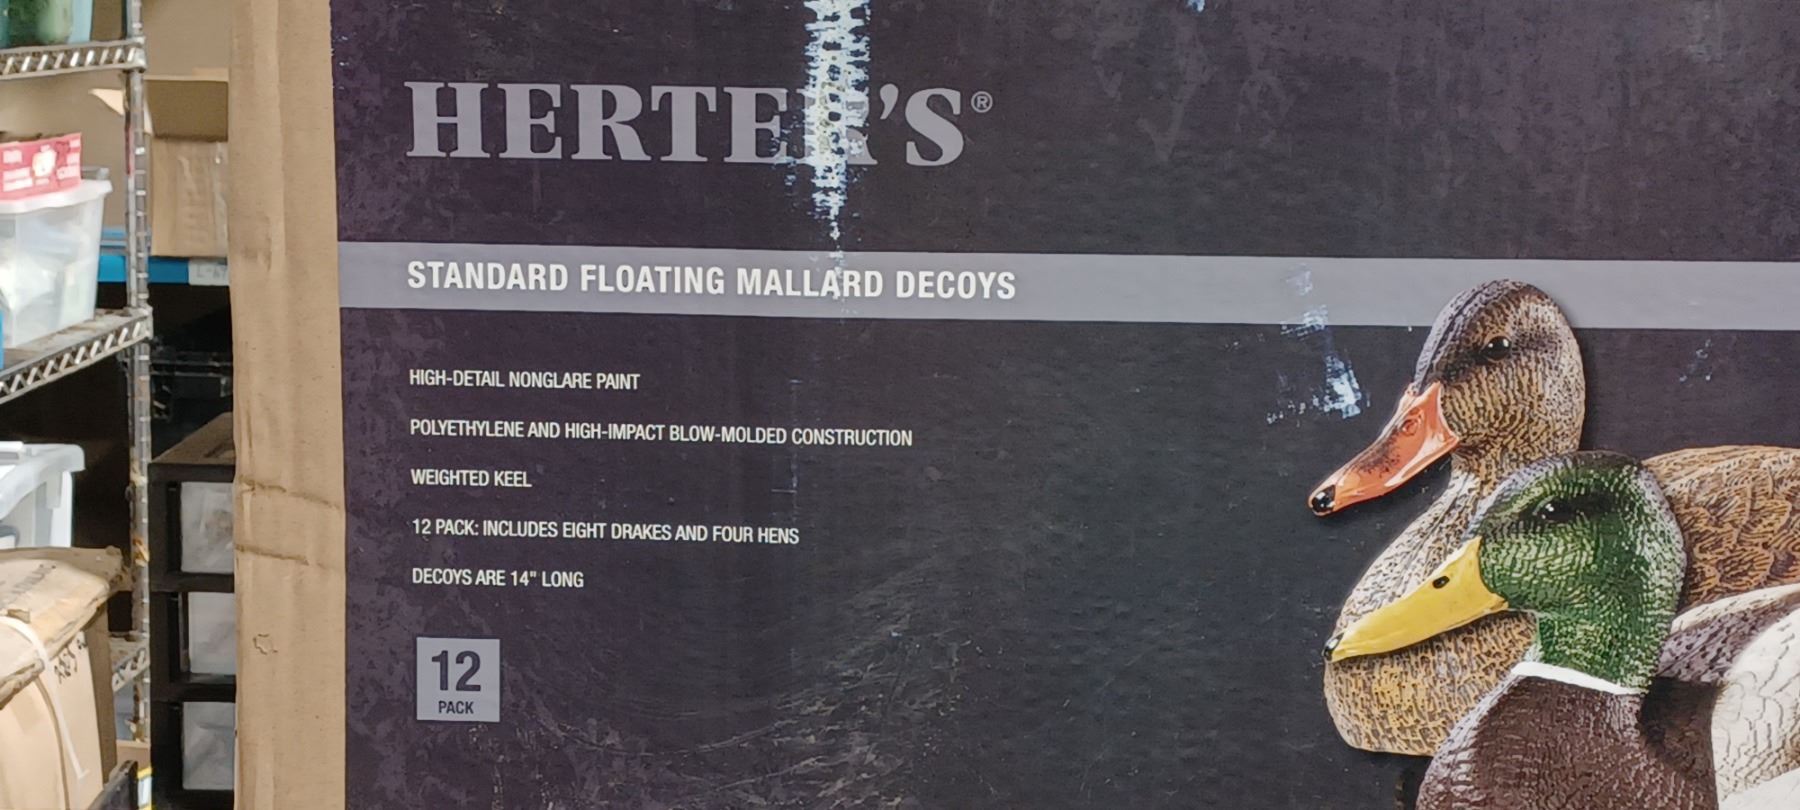 HERTER'S®
STANDARD FLOATING MALLARD DECOYS
HIGH-DETAIL NONGLARE PAINT
POLYETHYLENE AND HIGH-IMPACT BLOW-MOLDED CONSTRUCTION
WEIGHTED KEEL
12 PACK: INCLUDES EIGHT DRAKES AND FOUR HENS
DECOYS ARE 14" LONG
12
PACK